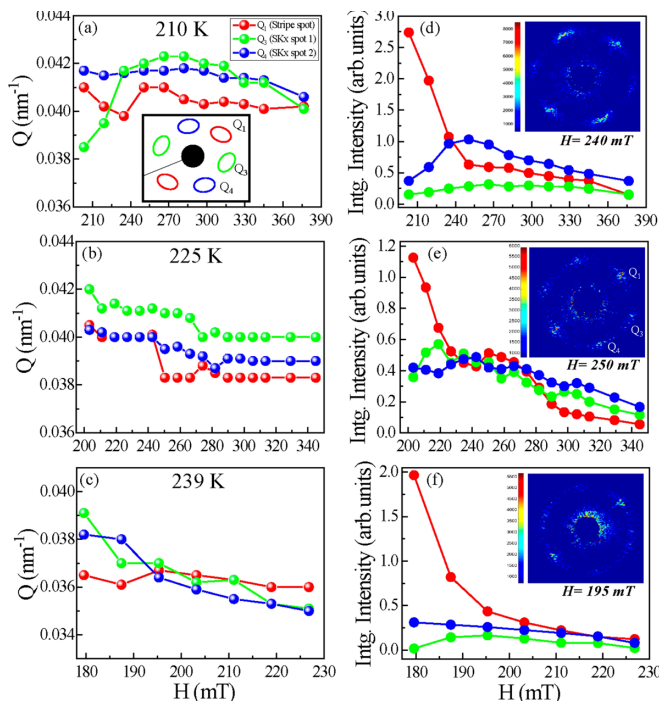 (a) 210 K
Q₁ (Stripe spot)
Q₃ (SKx spot 1)
Q₄ (SKx spot 2)
Q (nm⁻¹)
0.044
0.042
0.040
0.038
0.036
Q₁
Q₃
Q₄
210 240 270 300 330 360 390
(d)
Intg. Intensity (arb.units)
3.0
2.5
2.0
1.5
1.0
0.5
0.0
H= 240 mT
210 240 270 300 330 360 390
(b) 225 K
Q (nm⁻¹)
0.044
0.042
0.040
0.038
0.036
200 220 240 260 280 300 320 340
(e)
Intg. Intensity (arb.units)
1.2
1.0
0.8
0.6
0.4
0.2
0.0
Q₁
Q₃
Q₄
H= 250 mT
200 220 240 260 280 300 320 340
(c) 239 K
Q (nm⁻¹)
0.040
0.038
0.036
0.034
180 190 200 210 220 230
H (mT)
(f)
Intg. Intensity (arb.units)
2.0
1.5
1.0
0.5
0.0
H= 195 mT
180 190 200 210 220 230
H (mT)